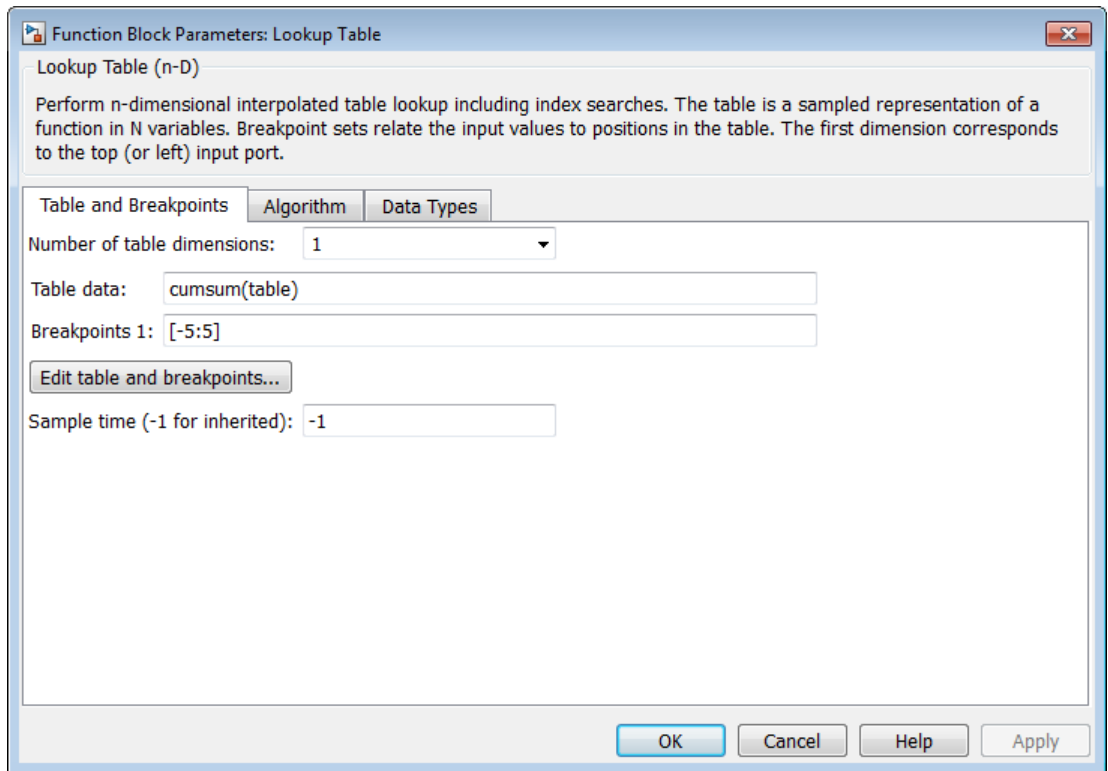 Function Block Parameters: Lookup Table
Lookup Table (n-D)
Perform n-dimensional interpolated table lookup including index searches. The table is a sampled representation of a
function in N variables. Breakpoint sets relate the input values to positions in the table. The first dimension corresponds
to the top (or left) input port.
Table and Breakpoints Algorithm Data Types
Number of table dimensions: 1
Table data: cumsum(table)
Breakpoints 1: [-5:5]
Edit table and breakpoints...
Sample time (-1 for inherited): -1
OK Cancel Help Apply